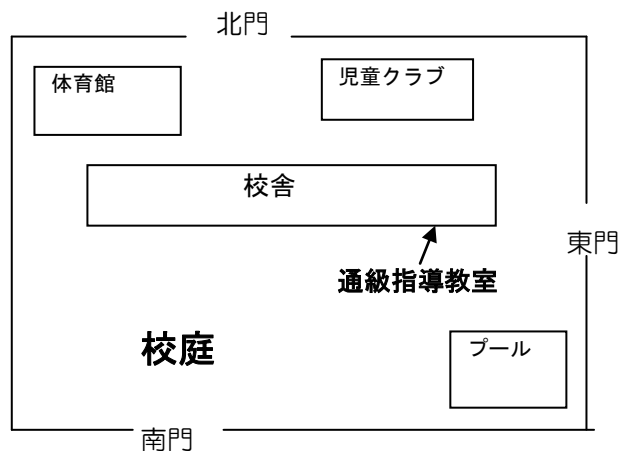 北門
体育館
児童クラブ
校舎
東門
通級指導教室
校庭
プール
南門